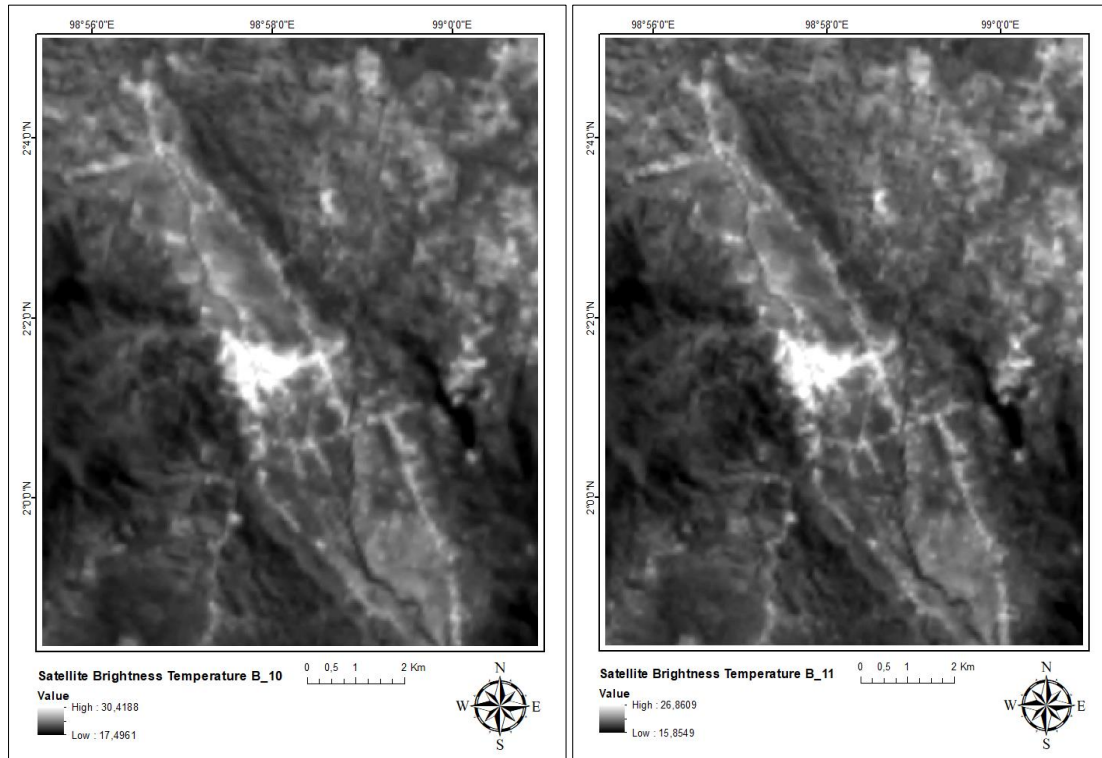 98°56'0"E 98°58'0"E 99°0'0"E
2°4'0"N
2°2'0"N
2°0'0"N
Satellite Brightness Temperature B_10
0 0,5 1 2 Km
Value
High : 30,4188
Low : 17,4961
N
W E
S
98°56'0"E 98°58'0"E 99°0'0"E
2°4'0"N
2°2'0"N
2°0'0"N
Satellite Brightness Temperature B_11
0 0,5 1 2 Km
Value
High : 26,8609
Low : 15,8549
N
W E
S